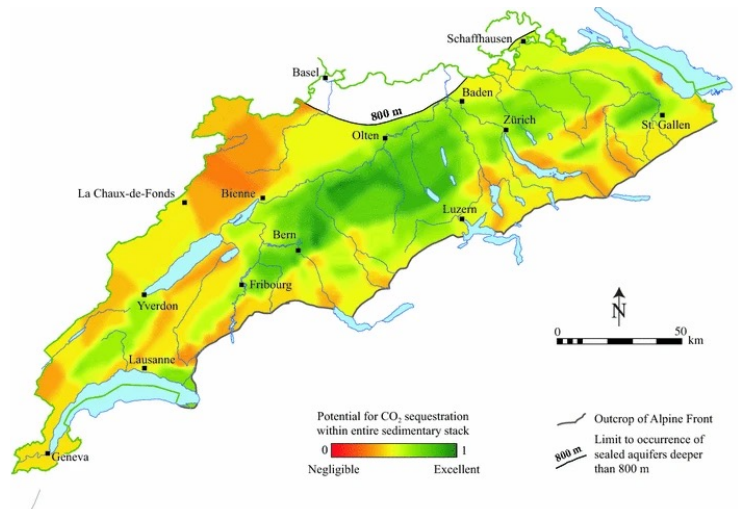 Schaffhausen
Basel
Baden
800 m
Zürich
Olten
St. Gallen
La Chaux-de-Fonds
Bienne
Luzern
Bern
Fribourg
Yverdon
Lausanne
Geneva
N
0 50
km
Potential for CO₂ sequestration
within entire sedimentary stack
0 1
Negligible Excellent
Outcrop of Alpine Front
800 m
Limit to occurrence of
sealed aquifers deeper
than 800 m